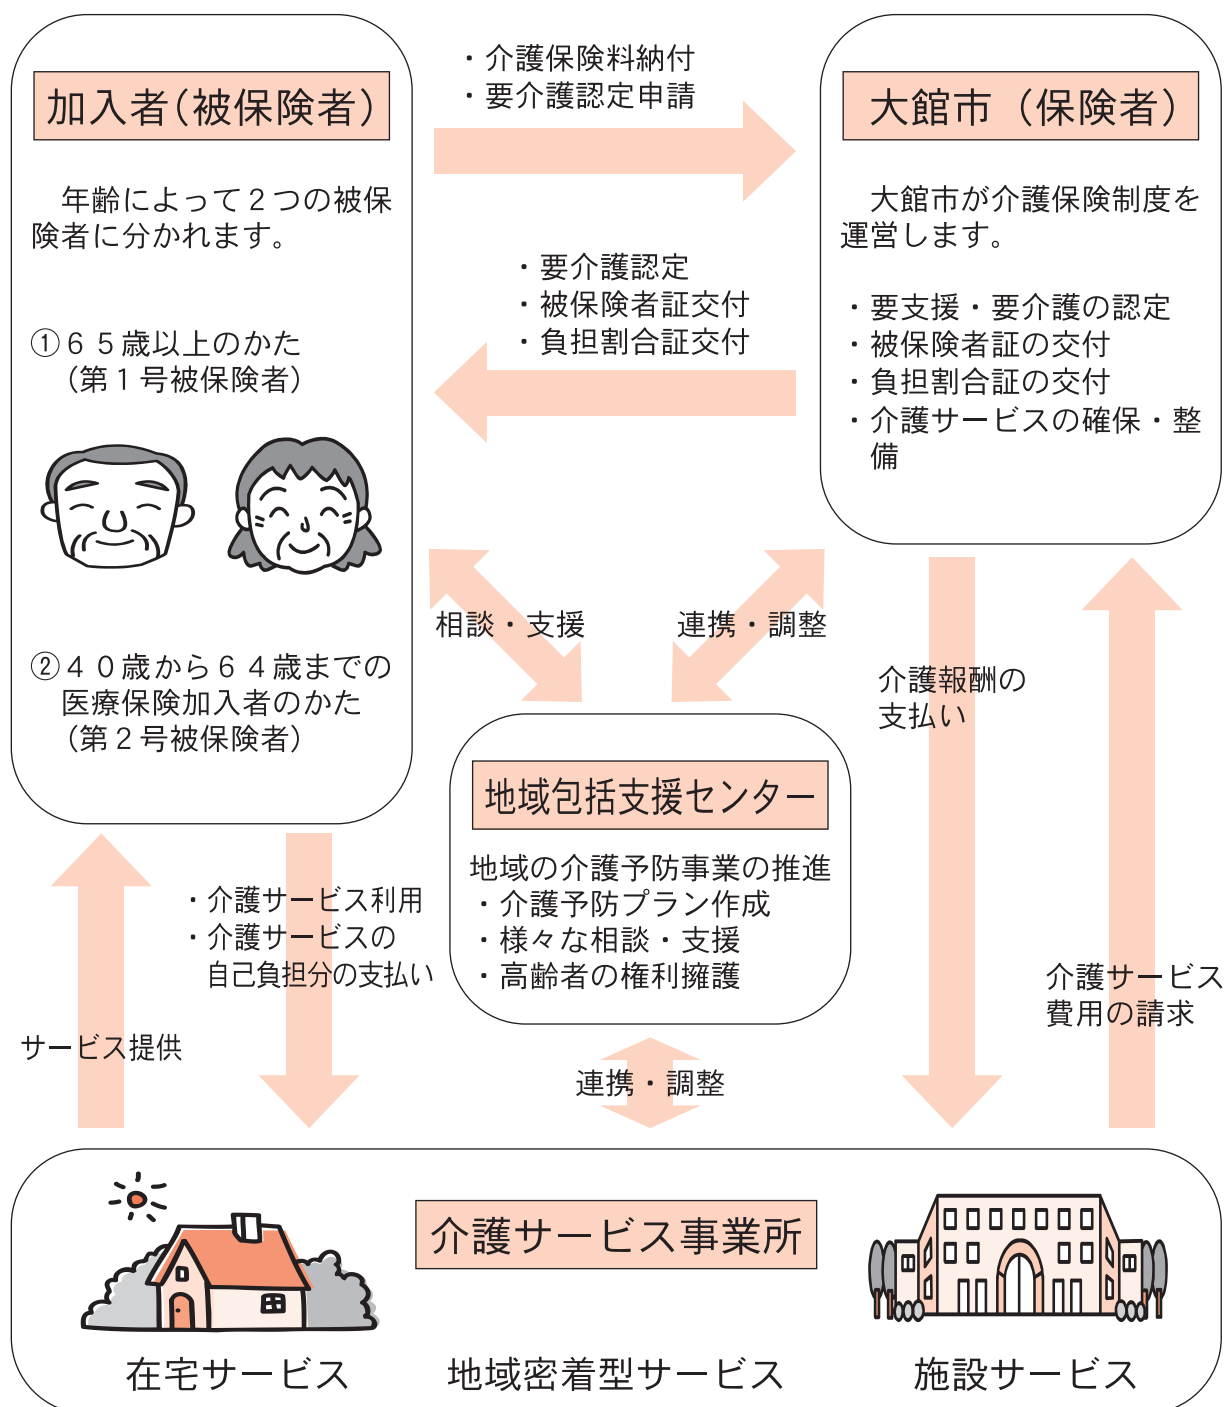 加入者（被保険者）
年齢によって２つの被保
険者に分かれます。
①６５歳以上のかた
（第１号被保険者）
②４０歳から６４歳までの
医療保険加入者のかた
（第２号被保険者）
・介護保険料納付
・要介護認定申請
・要介護認定
・被保険者証交付
・負担割合証交付
大館市（保険者）
大館市が介護保険制度を
運営します。
・要支援・要介護の認定
・被保険者証の交付
・負担割合証の交付
・介護サービスの確保・整
備
相談・支援
連携・調整
介護報酬の
支払い
地域包括支援センター
地域の介護予防事業の推進
・介護予防プラン作成
・様々な相談・支援
・高齢者の権利擁護
・介護サービス利用
・介護サービスの
自己負担分の支払い
サービス提供
介護サービス
費用の請求
連携・調整
介護サービス事業所
在宅サービス
地域密着型サービス
施設サービス